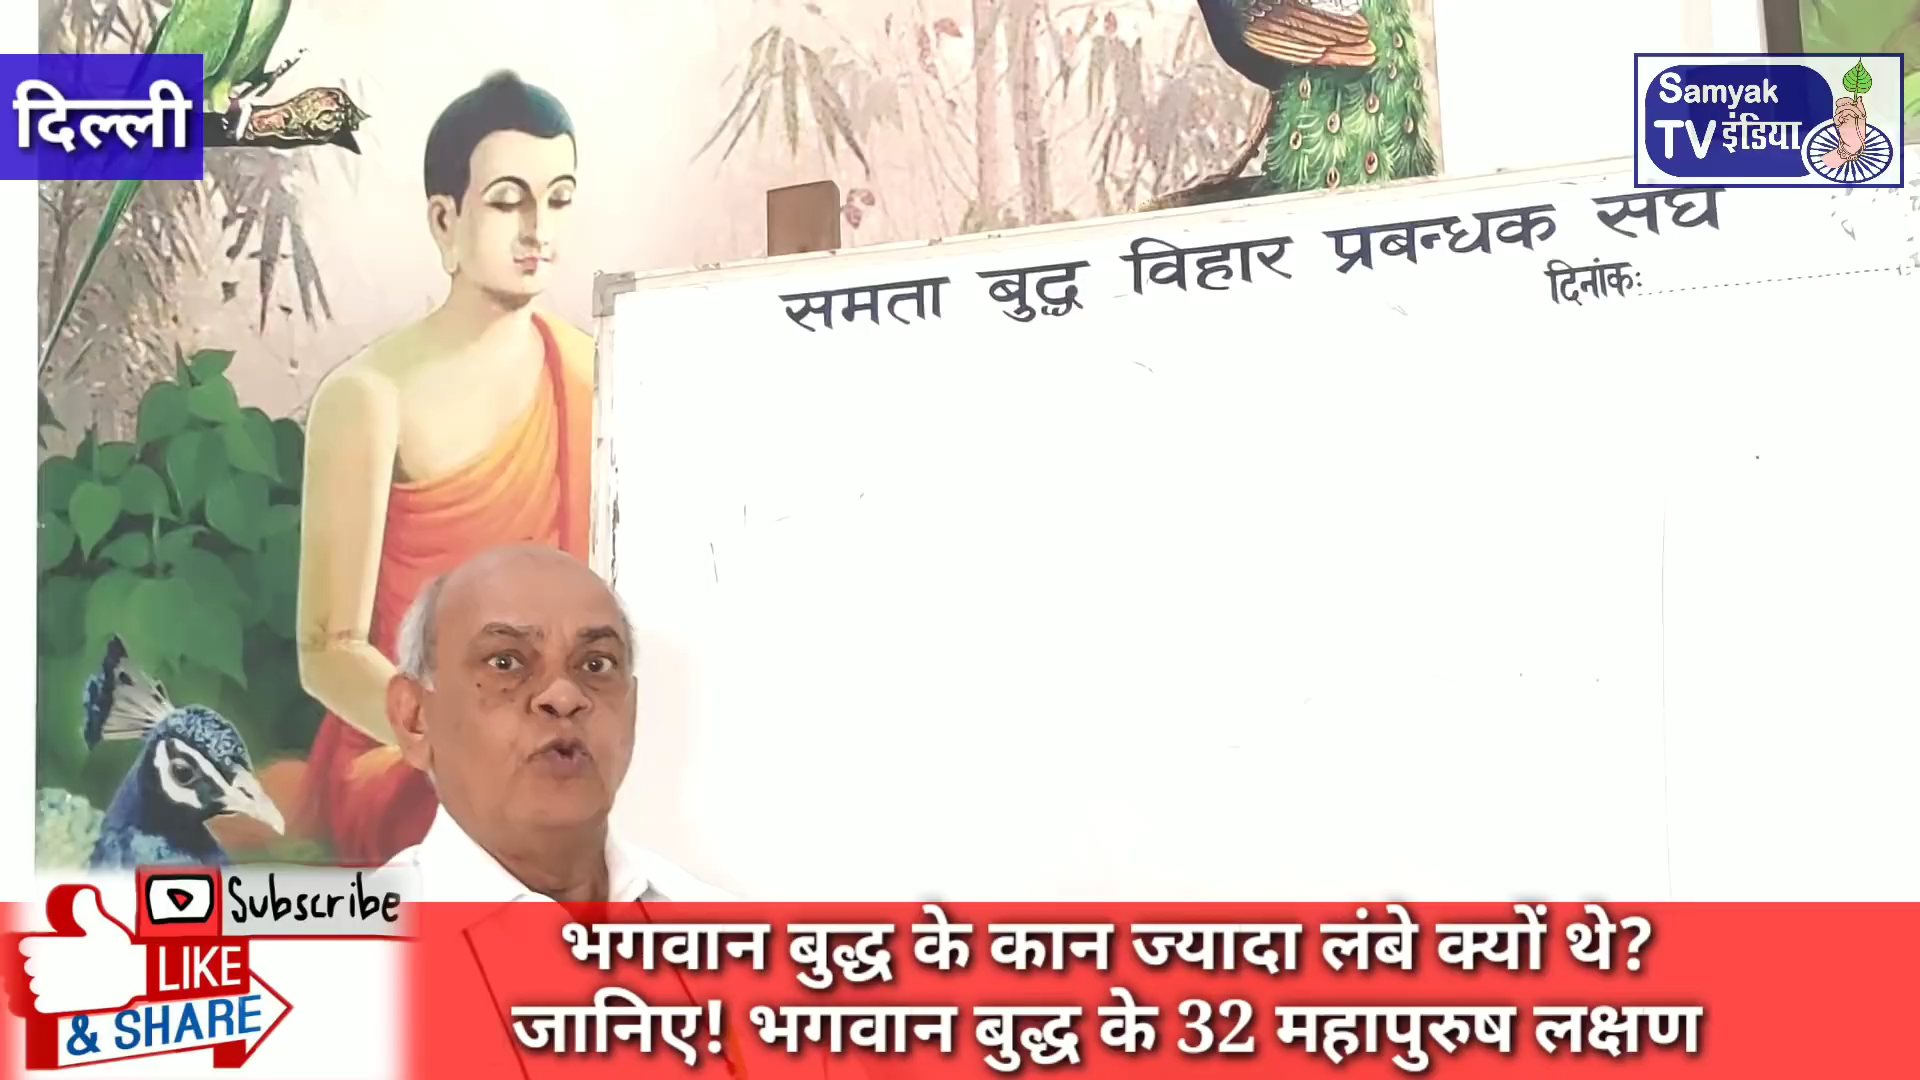 दिल्ली
Samyak
TV इंडिया
समता बुद्ध विहार प्रबन्धक संघ
दिनांकः
Subscribe
LIKE
& SHARE
भगवान बुद्ध के कान ज्यादा लंबे क्यों थे?
जानिए! भगवान बुद्ध के 32 महापुरुष लक्षण